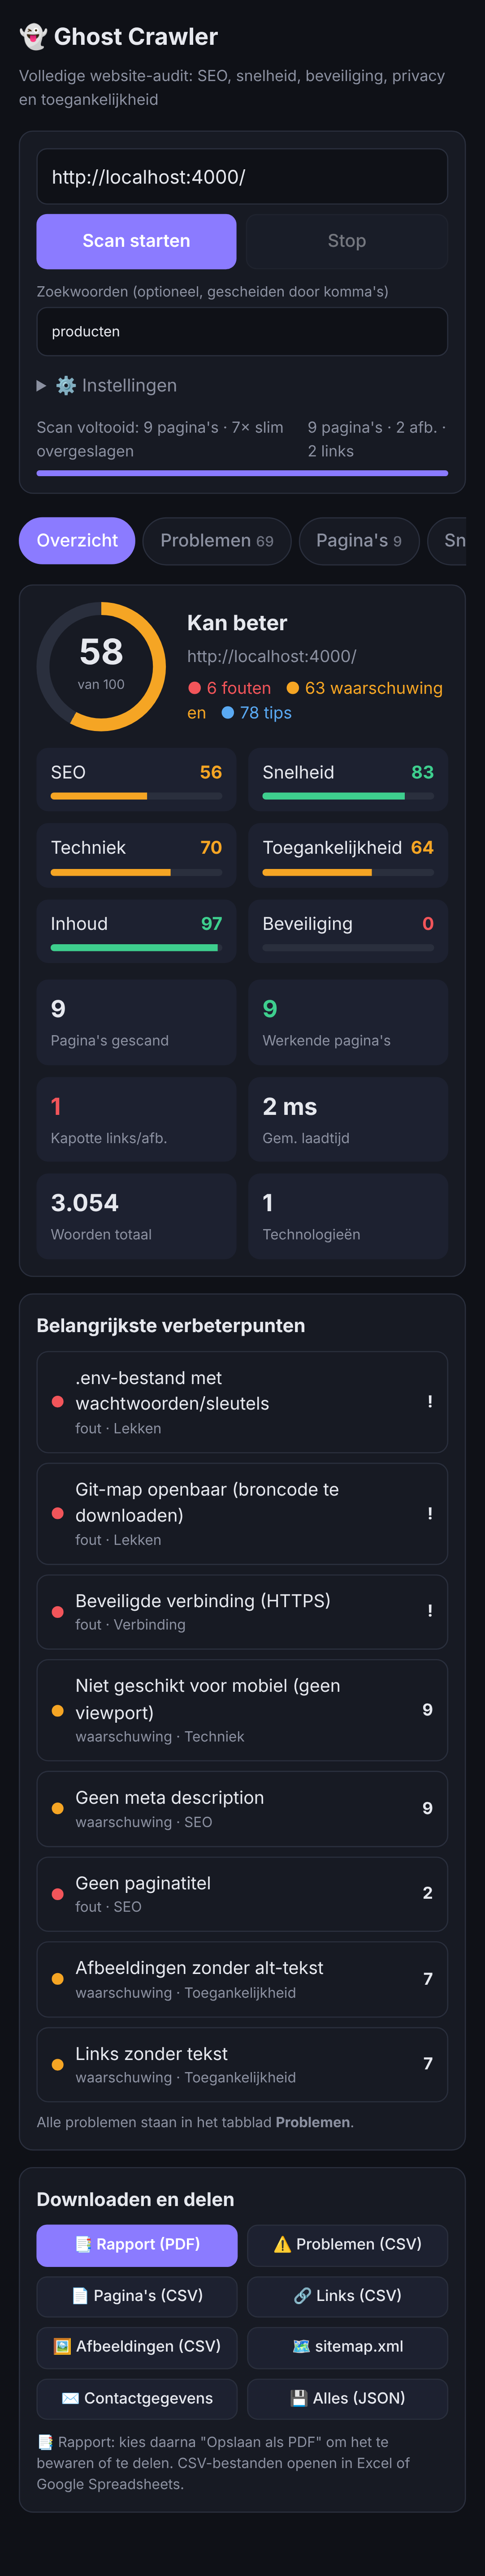 👻 Ghost Crawler
Volledige website-audit: SEO, snelheid, beveiliging, privacy
en toegankelijkheid
http://localhost:4000/
Scan starten
Stop
Zoekwoorden (optioneel, gescheiden door komma's)
producten
▶ ⚙️ Instellingen
Scan voltooid: 9 pagina's · 7× slim
overgeslagen
9 pagina's · 2 afb. ·
2 links
Overzicht
Problemen 69
Pagina's 9
Sn
58
van 100
Kan beter
http://localhost:4000/
6 fouten
63 waarschuwing
en
78 tips
SEO 56
Snelheid 83
Techniek 70
Toegankelijkheid 64
Inhoud 97
Beveiliging 0
9
Pagina's gescand
9
Werkende pagina's
1
Kapotte links/afb.
2 ms
Gem. laadtijd
3.054
Woorden totaal
1
Technologieën
Belangrijkste verbeterpunten
.env-bestand met
wachtwoorden/sleutels
fout · Lekken
!
Git-map openbaar (broncode te
downloaden)
fout · Lekken
!
Beveiligde verbinding (HTTPS)
fout · Verbinding
!
Niet geschikt voor mobiel (geen
viewport)
waarschuwing · Techniek
9
Geen meta description
waarschuwing · SEO
9
Geen paginatitel
fout · SEO
2
Afbeeldingen zonder alt-tekst
waarschuwing · Toegankelijkheid
7
Links zonder tekst
waarschuwing · Toegankelijkheid
7
Alle problemen staan in het tabblad Problemen.
Downloaden en delen
📑 Rapport (PDF)
⚠️ Problemen (CSV)
📄 Pagina's (CSV)
🔗 Links (CSV)
🖼️ Afbeeldingen (CSV)
🗺️ sitemap.xml
✉️ Contactgegevens
💾 Alles (JSON)
📑 Rapport: kies daarna "Opslaan als PDF" om het te
bewaren of te delen. CSV-bestanden openen in Excel of
Google Spreadsheets.